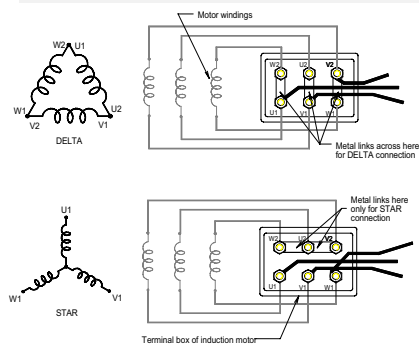 Motor windings
W2 U1
W1 U2
V2 V1
DELTA
W2 U2 V2
U1 V1 W1
Metal links across here
for DELTA connection
U1
W1 V1
STAR
Metal links here
only for STAR
connection
W2 U2 V2
U1 V1 W1
Terminal box of induction motor